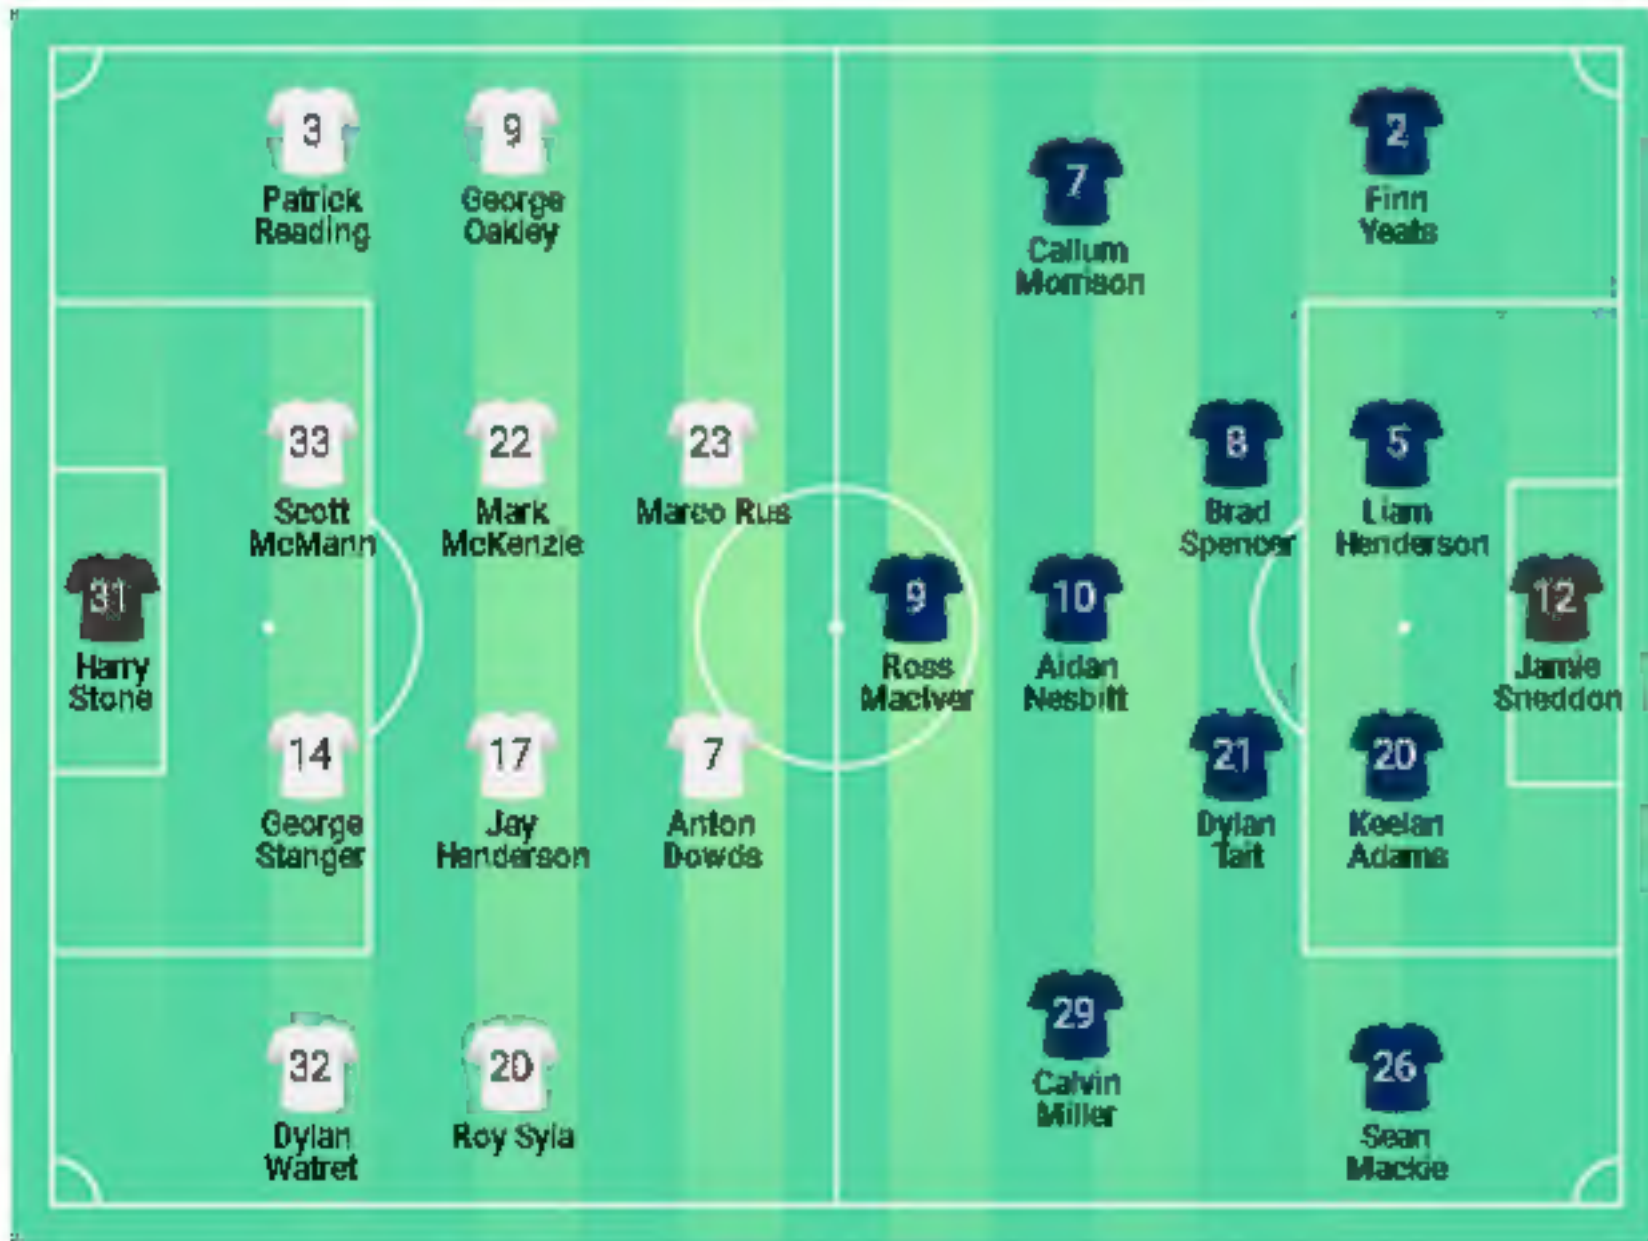 3
Patrick
Reading
9
George
Oakley
7
Callum
Morrison
2
Finn
Yeats
33
Scott
McMann
22
Mark
McKenzie
23
Marco Rus
8
Brad
Spencer
5
Liam
Henderson
31
Harry
Stone
9
Ross
MacIver
10
Aidan
Nesbitt
12
Jamie
Sneddon
14
George
Stanger
17
Jay
Henderson
7
Anton
Dowds
21
Dylan
Tait
20
Keelan
Adams
32
Dylan
Watret
20
Roy Syla
29
Calvin
Miller
26
Sean
Mackie